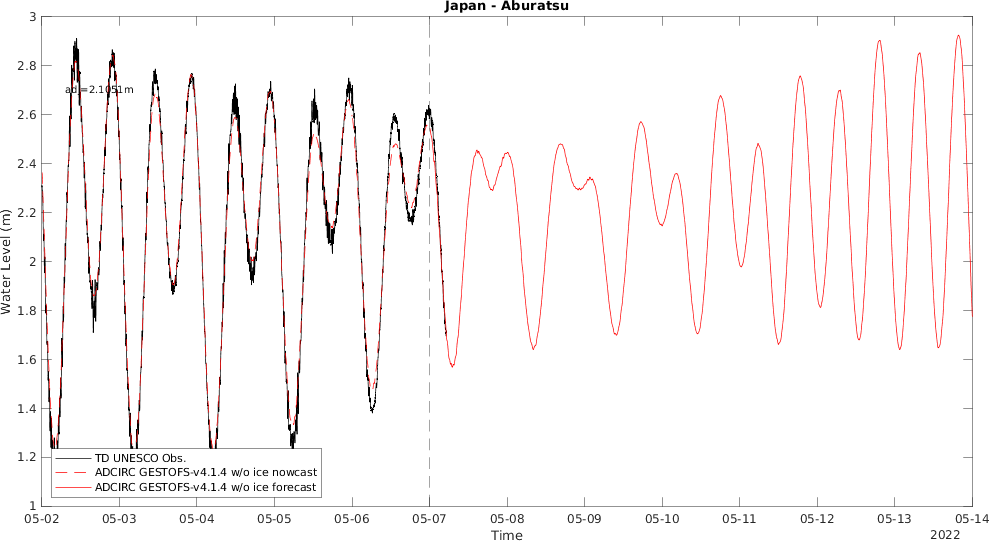 Japan - Aburatsu
3
2.8
2.6
2.4
2.2
2
1.8
1.6
1.4
1.2
1
Water Level (m)
ad =2.1051m
TD UNESCO Obs.
ADCIRC GESTOFS-v4.1.4 w/o ice nowcast
ADCIRC GESTOFS-v4.1.4 w/o ice forecast
05-02 05-03 05-04 05-05 05-06 05-07 05-08 05-09 05-10 05-11 05-12 05-13 05-14
Time
2022